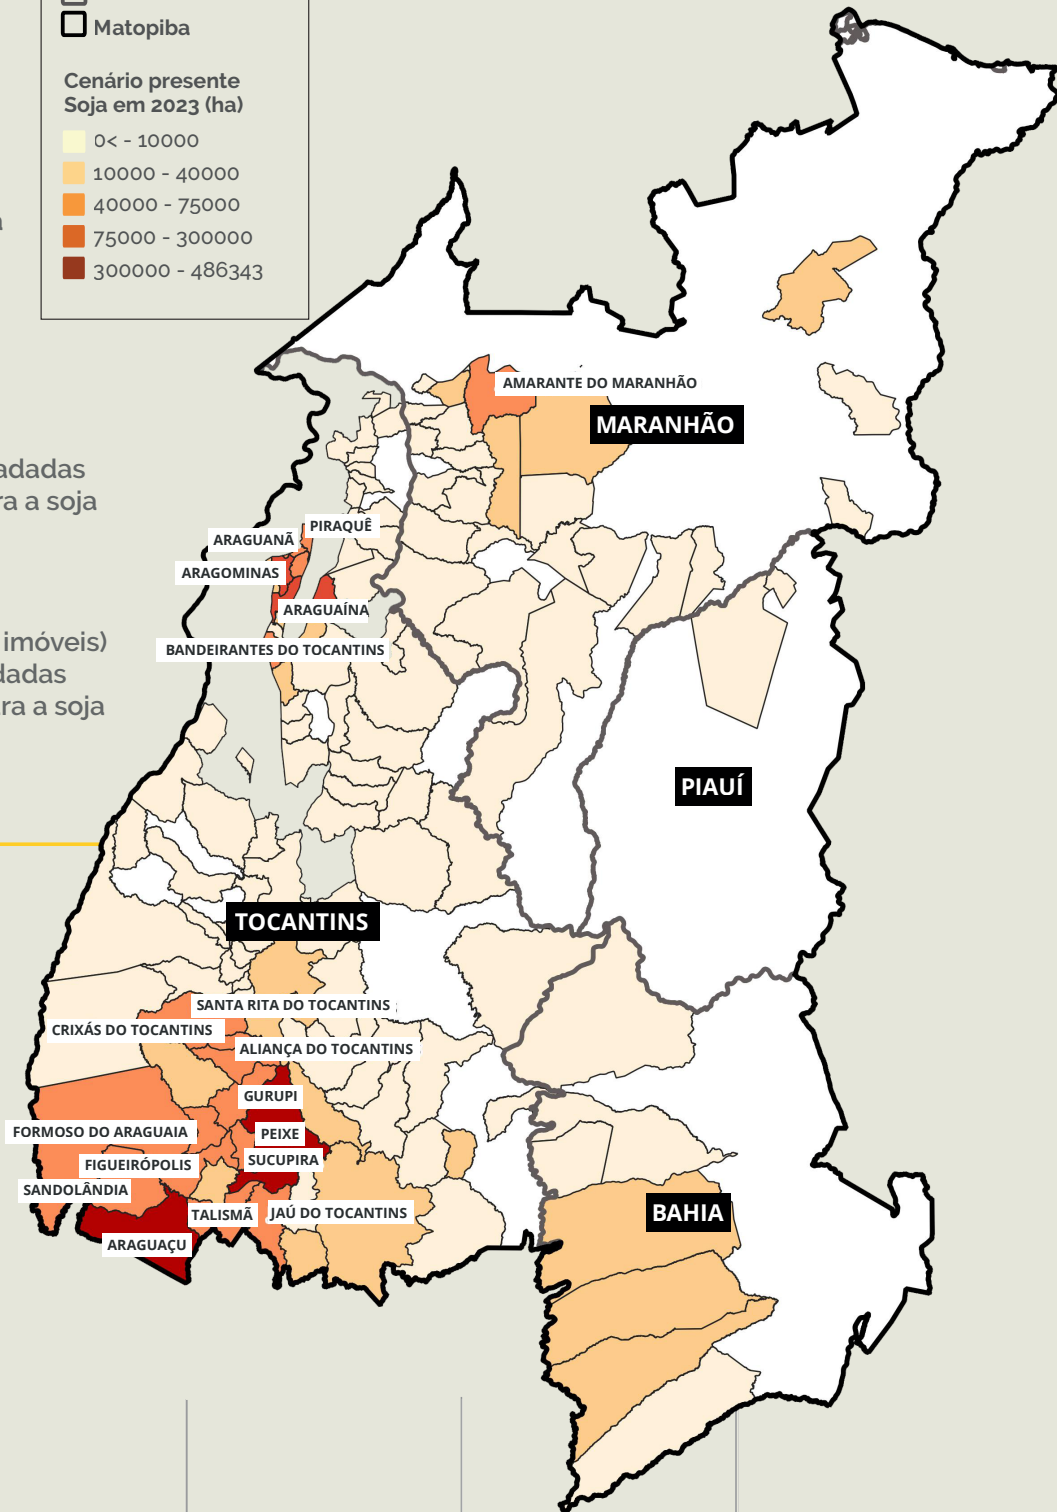 Matopiba
Cenário presente
Soja em 2023 (ha)
0< - 10000
10000 - 40000
40000 - 75000
75000 - 300000
300000 - 486343
ra a soja
imóveis)
ra a soja
AMARANTE DO MARANHÃO
MARANHÃO
PIRAQUÊ
ARAGUANÃ
ARAGOMINAS
ARAGUAÍNA
BANDEIRANTES DO TOCANTINS
PIAUÍ
TOCANTINS
SANTA RITA DO TOCANTINS
CRIXÁS DO TOCANTINS
ALIANÇA DO TOCANTINS
GURUPI
FORMOSO DO ARAGUAIA
PEIXE
SUCUPIRA
FIGUEIRÓPOLIS
SANDOLÂNDIA
TALISMÃ
JAÚ DO TOCANTINS
BAHIA
ARAGUAÇU